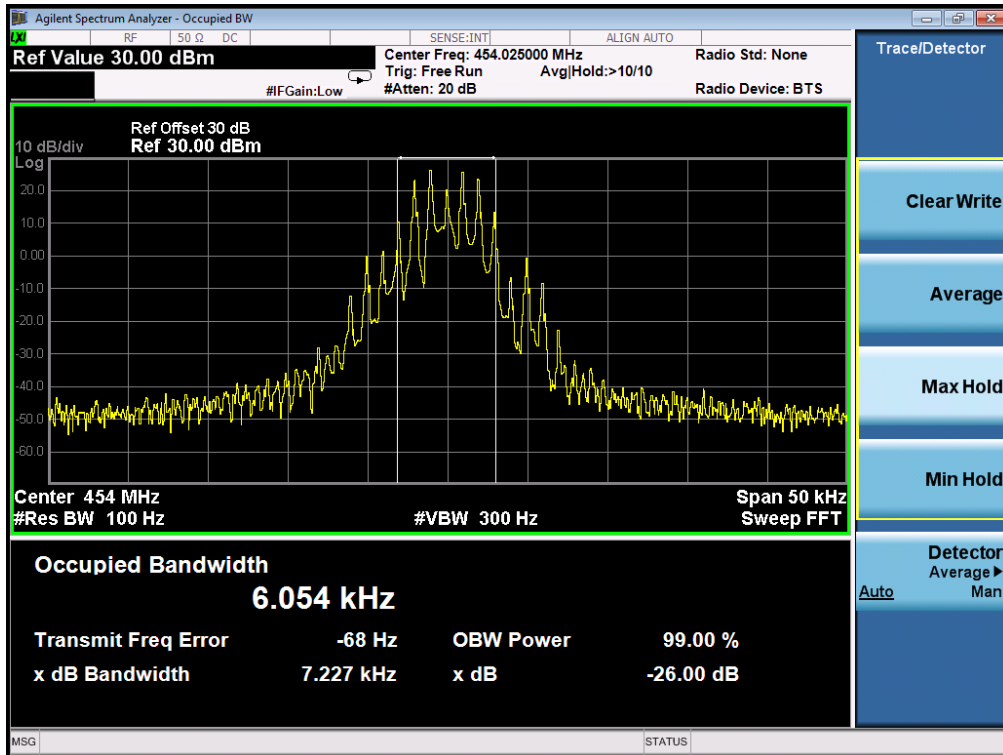 Agilent Spectrum Analyzer - Occupied BW
LXI
RF 50 Ω DC SENSE:INT ALIGN AUTO
Ref Value 30.00 dBm
Center Freq: 454.025000 MHz
Radio Std: None
Trig: Free Run Avg|Hold:>10/10
#IFGain:Low
#Atten: 20 dB
Radio Device: BTS
Ref Offset 30 dB
10 dB/div Ref 30.00 dBm
Log
20.0
10.0
0.00
-10.0
-20.0
-30.0
-40.0
-50.0
-60.0
Center 454 MHz
Span 50 kHz
#Res BW 100 Hz
#VBW 300 Hz
Sweep FFT
Occupied Bandwidth
6.054 kHz
Transmit Freq Error -68 Hz OBW Power 99.00 %
x dB Bandwidth 7.227 kHz x dB -26.00 dB
MSG
STATUS
Trace/Detector
Clear Write
Average
Max Hold
Min Hold
Detector
Average
Auto Man